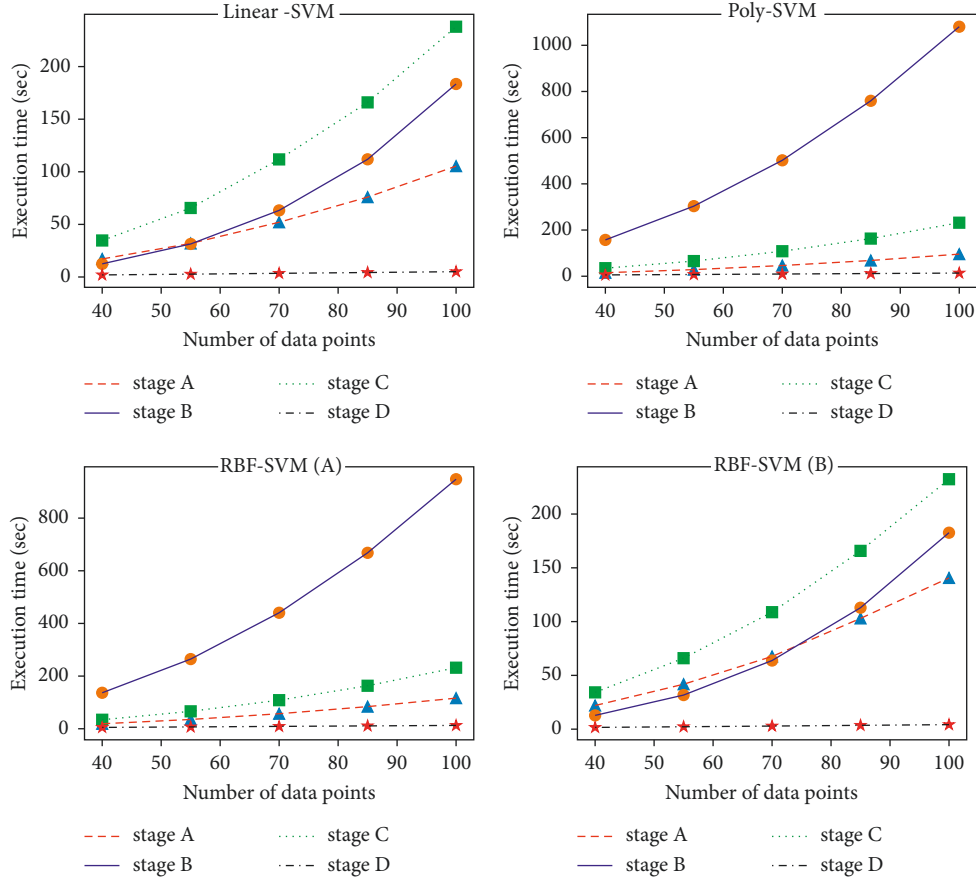 Linear -SVM
Execution time (sec)
200
150
100
50
0
40 50 60 70 80 90 100
Number of data points
stage A
stage B
stage C
stage D
Poly-SVM
Execution time (sec)
1000
800
600
400
200
0
40 50 60 70 80 90 100
Number of data points
stage A
stage B
stage C
stage D
RBF-SVM (A)
Execution time (sec)
800
600
400
200
0
40 50 60 70 80 90 100
Number of data points
stage A
stage B
stage C
stage D
RBF-SVM (B)
Execution time (sec)
200
150
100
50
0
40 50 60 70 80 90 100
Number of data points
stage A
stage B
stage C
stage D